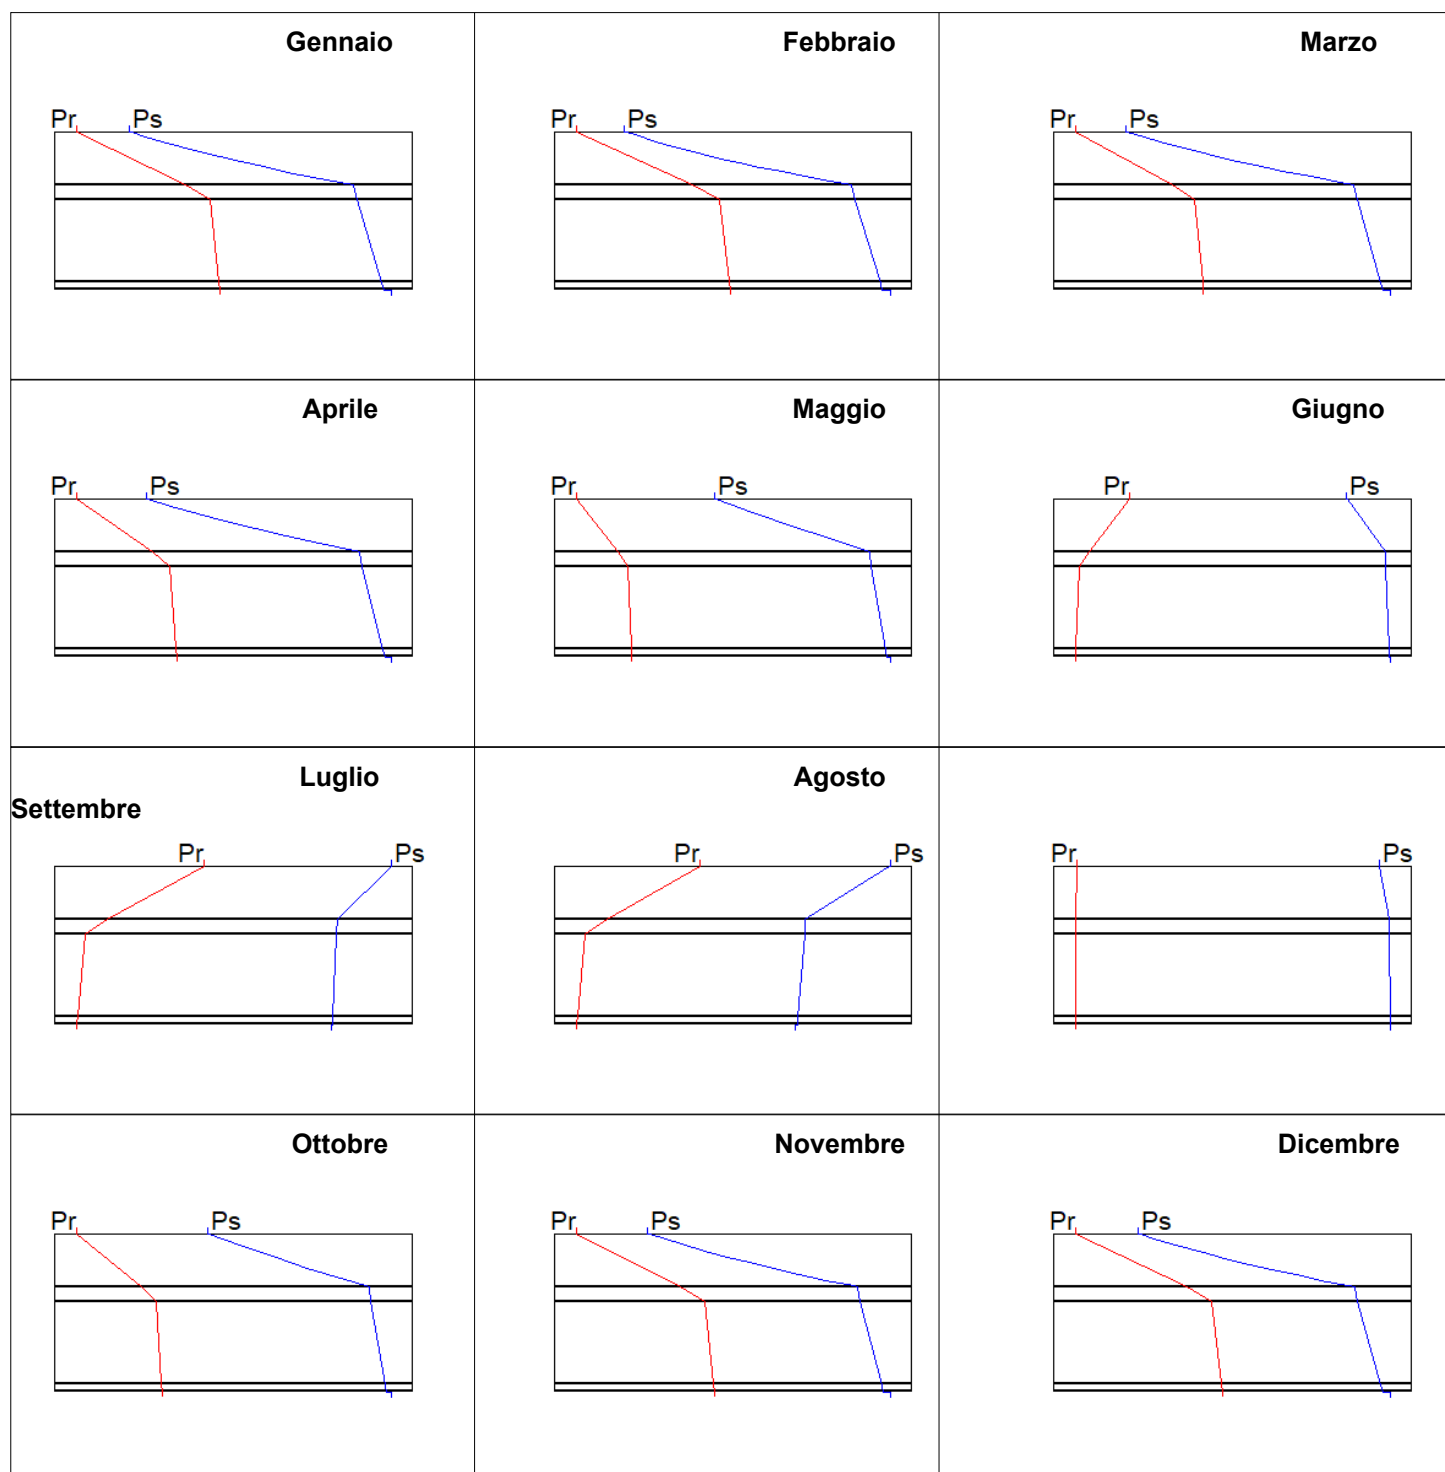 Gennaio Febbraio Marzo
Pr Ps Pr Ps Pr Ps
Aprile Maggio Giugno
Pr Ps Pr Ps Pr Ps
Luglio Agosto
Settembre
Pr Ps Pr Ps Pr Ps
Ottobre Novembre Dicembre
Pr Ps Pr Ps Pr Ps